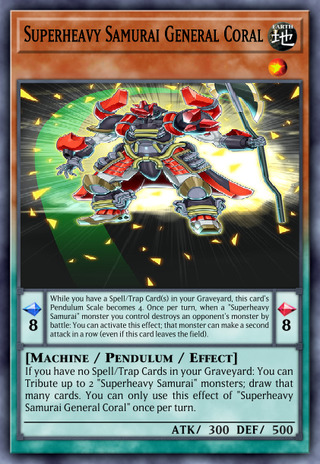 Superheavy Samurai General Coral
EARTH
地
While you have a Spell/Trap Card(s) in your Graveyard, this card's
Pendulum Scale becomes 4. Once per turn, when a "Superheavy
Samurai" monster you control destroys an opponent's monster by
battle: You can activate this effect; that monster can make a second
attack in a row (even if this card leaves the field).
8
8
[Machine / Pendulum / Effect]
If you have no Spell/Trap Cards in your Graveyard: You can
Tribute up to 2 "Superheavy Samurai" monsters; draw that
many cards. You can only use this effect of "Superheavy
Samurai General Coral" once per turn.
ATK/ 300 DEF/ 500